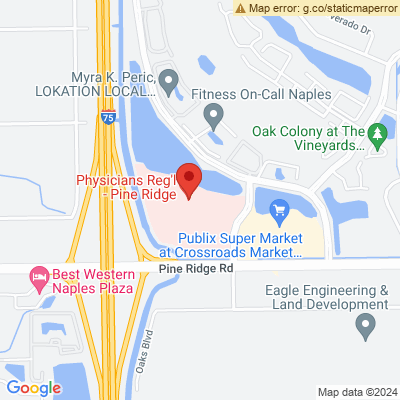 Map error: g.co/staticmaperror
verado Dr
Myra K. Peric,
LOKATION LOCAL...
Fitness On-Call Naples
75
Oak Colony at The
Vineyards...
Physicians Reg'l
- Pine Ridge
Publix Super Market
at Crossroads Market...
Pine Ridge Rd
Best Western
Naples Plaza
Eagle Engineering &
Land Development
Oaks Blvd
Google
Map data ©2024